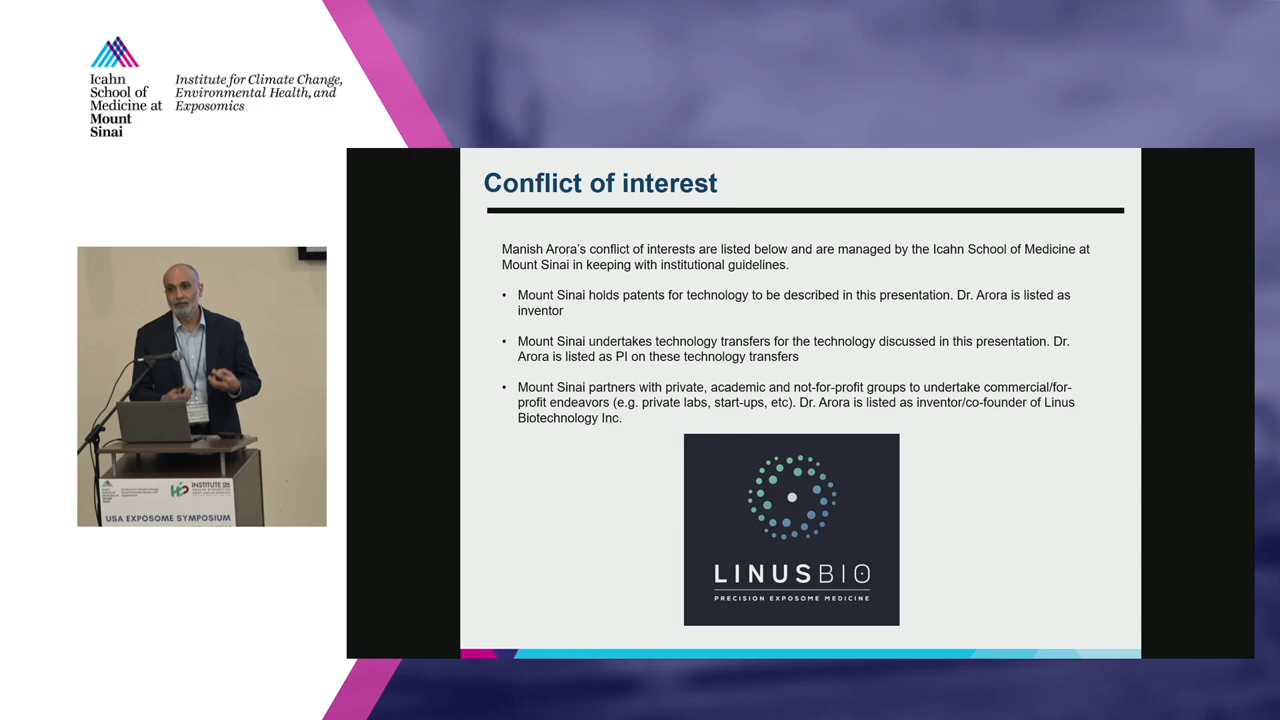 Icahn
School of
Medicine at
Mount
Sinai
Institute for Climate Change,
Environmental Health, and
Exposomics
Conflict of interest
Manish Arora's conflict of interests are listed below and are managed by the Icahn School of Medicine at
Mount Sinai in keeping with institutional guidelines.
• Mount Sinai holds patents for technology to be described in this presentation. Dr. Arora is listed as
inventor
• Mount Sinai undertakes technology transfers for the technology discussed in this presentation. Dr.
Arora is listed as PI on these technology transfers
• Mount Sinai partners with private, academic and not-for-profit groups to undertake commercial/for-
profit endeavors (e.g. private labs, start-ups, etc). Dr. Arora is listed as inventor/co-founder of Linus
Biotechnology Inc.
LINUSBIO
PRECISION EXPOSOME MEDICINE
USA EXPOSOME SYMPOSIUM